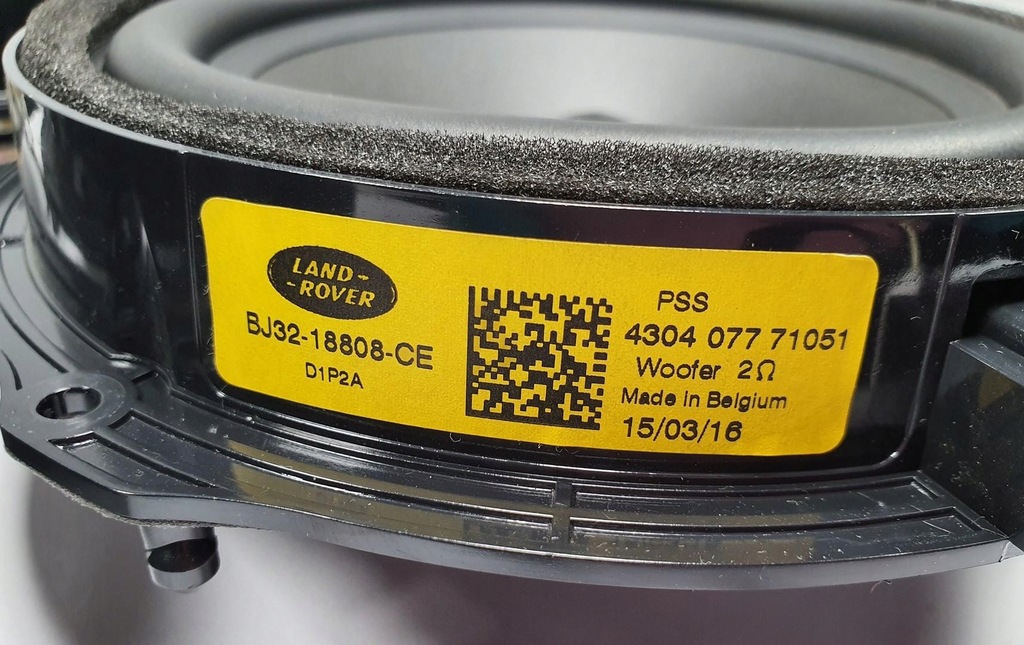 LAND-
-ROVER
BJ32-18808-CE
D1P2A
PSS
4304 077 71051
Woofer 2Ω
Made in Belgium
15/03/16